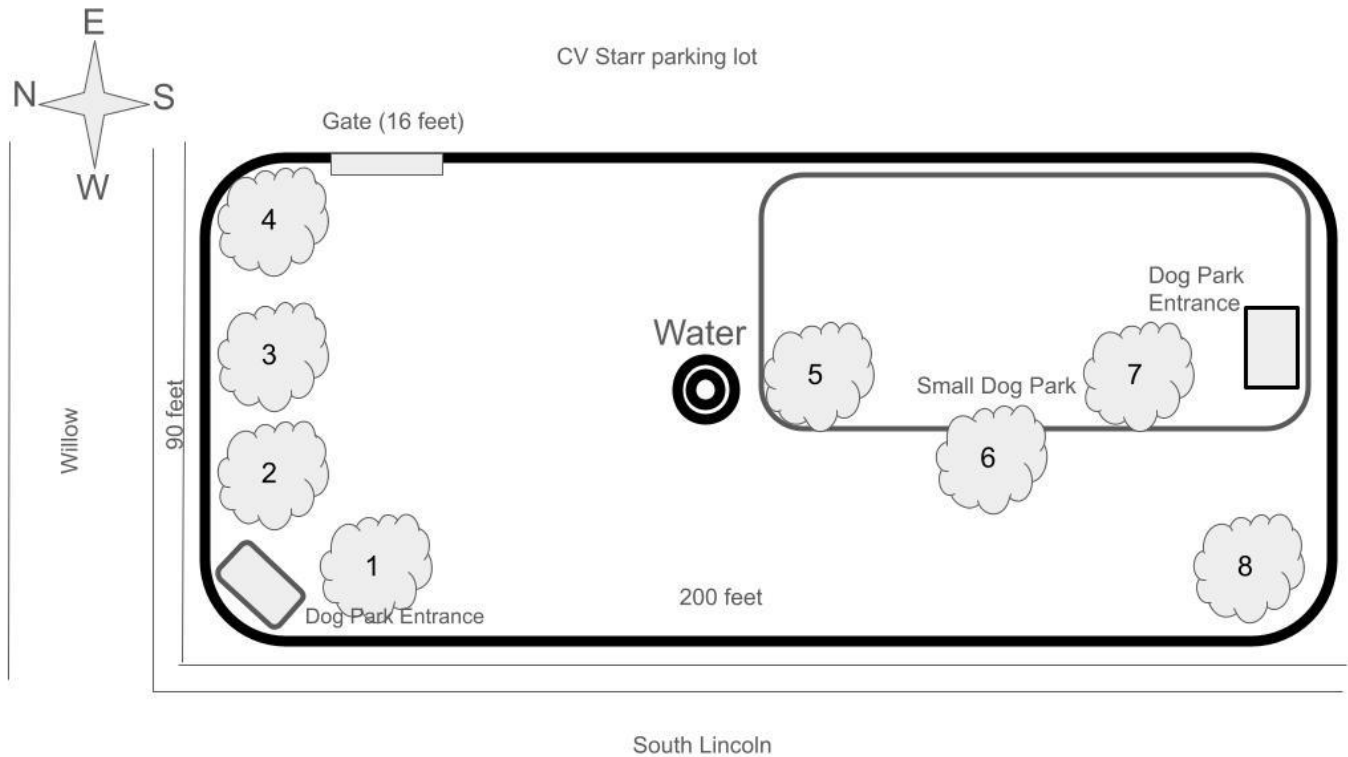 E
N
S
W
CV Starr parking lot
Gate (16 feet)
4
Dog Park
Entrance
3
Water
5
7
Small Dog Park
90 feet
Willow
2
6
1
8
200 feet
Dog Park Entrance
South Lincoln